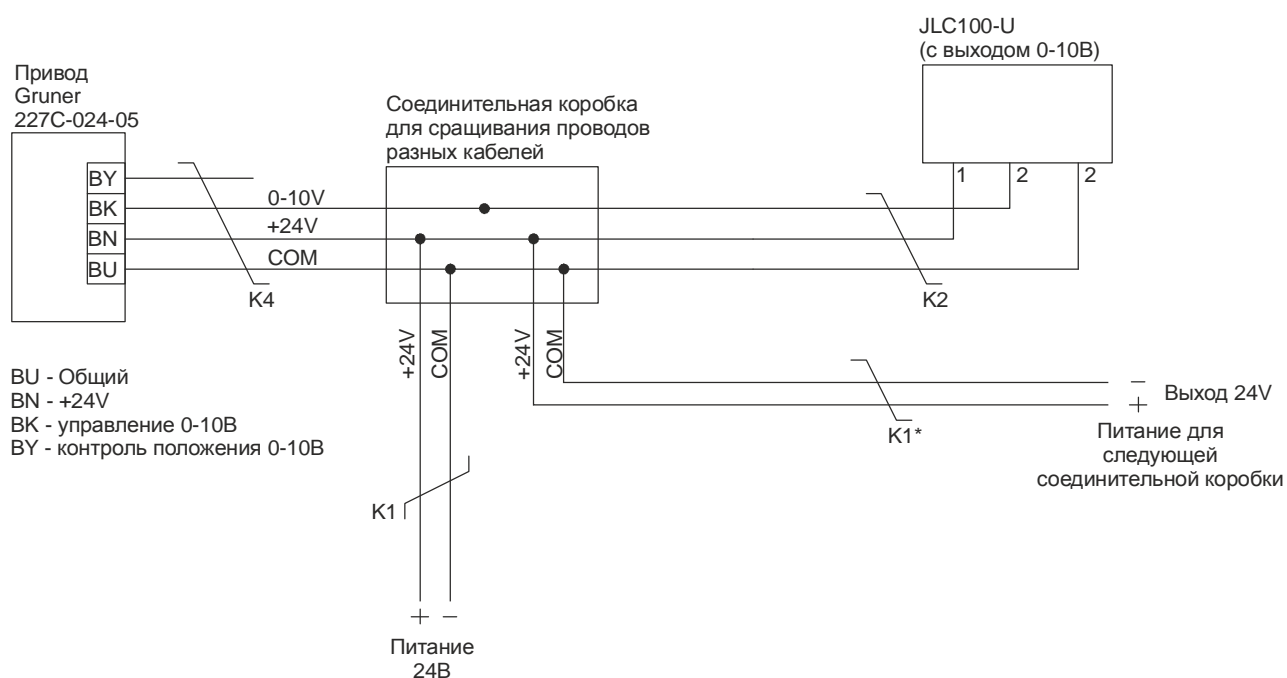 JLC100-U
(с выходом 0-10В)
Привод
Gruner
227C-024-05
Соединительная коробка
для сращивания проводов
разных кабелей
1
2
2
BY
BK
BN
BU
0-10V
+24V
COM
K4
K2
+24V
COM
+24V
COM
BU - Общий
BN - +24V
BK - управление 0-10В
BY - контроль положения 0-10В
K1*
− Выход 24V
+
Питание для
следующей
соединительной коробки
K1
+ −
Питание
24В